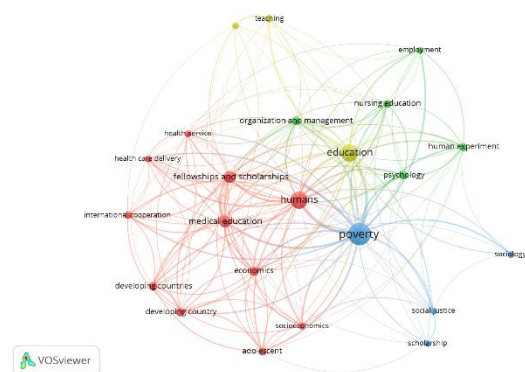 teaching
employment
nursing education
organization and management
health service
human experiment
education
health care delivery
psychology
fellowships and scholarships
humans
international cooperation
medical education
poverty
sociology
economics
developing countries
social justice
developing country
socioeconomics
scholarship
adolescent
VOSviewer